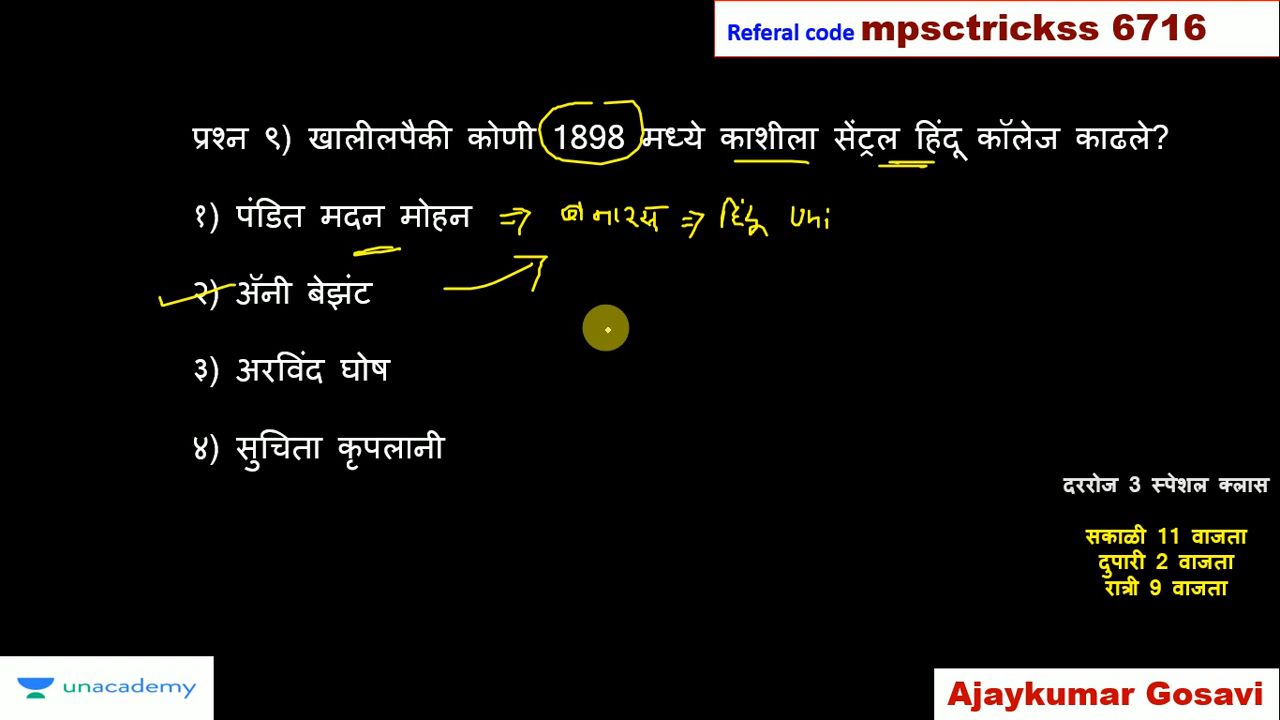 Referal code mpsctrickss 6716
प्रश्न ९) खालीलपैकी कोणी 1898 मध्ये काशीला सेंट्रल हिंदू कॉलेज काढले?
१) पंडित मदन मोहन ⇒ बनारस ⇒ हिंदू uni
२) ॲनी बेझंट
३) अरविंद घोष
४) सुचिता कृपलानी
दररोज 3 स्पेशल क्लास
सकाळी 11 वाजता
दुपारी 2 वाजता
रात्री 9 वाजता
unacademy
Ajaykumar Gosavi